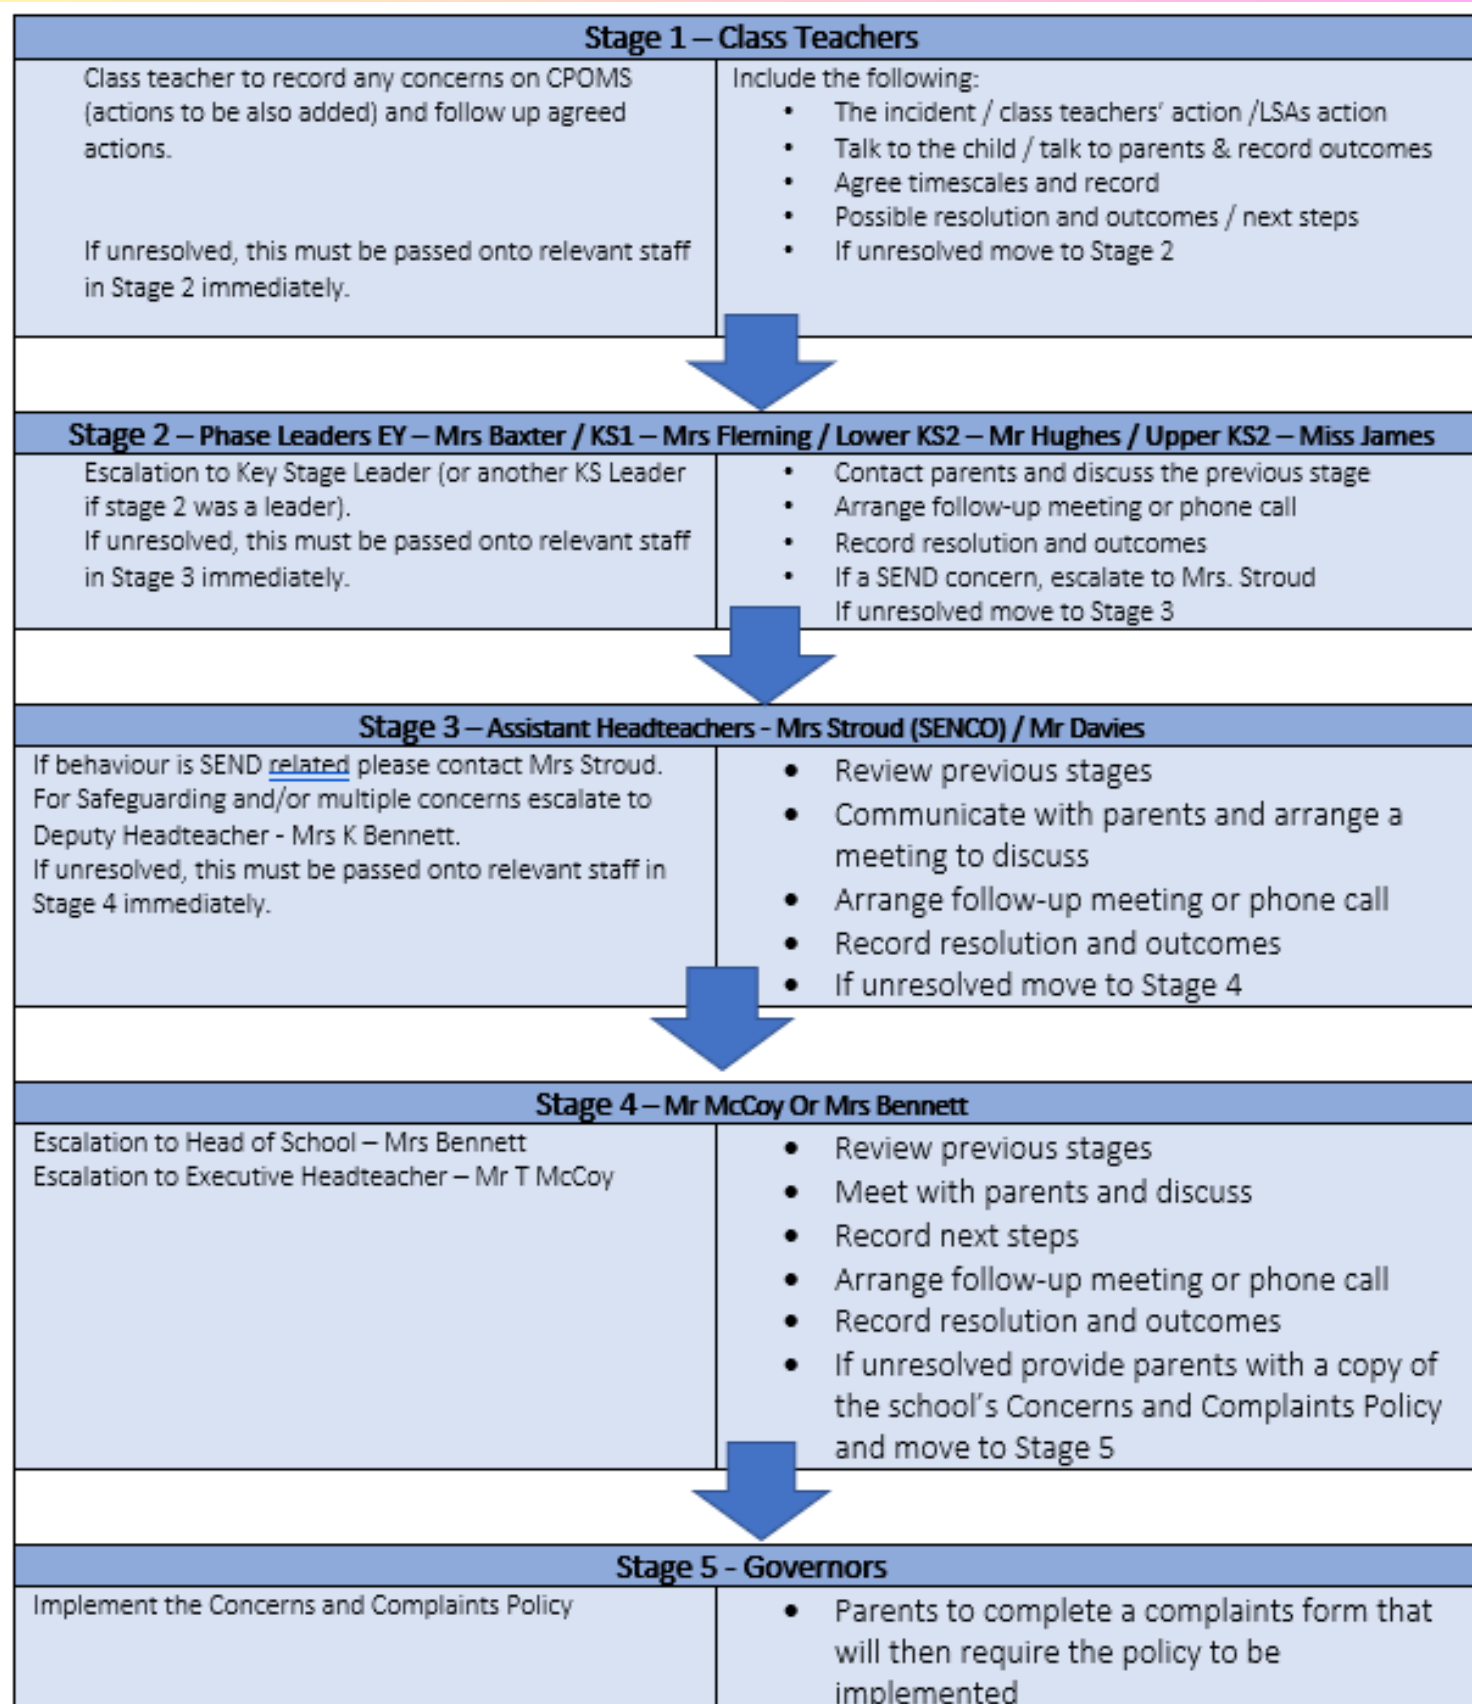 Stage 1 – Class Teachers
Class teacher to record any concerns on CPOMS
(actions to be also added) and follow up agreed
actions.
If unresolved, this must be passed onto relevant staff
in Stage 2 immediately.
Include the following:
• The incident / class teachers’ action /LSAs action
• Talk to the child / talk to parents & record outcomes
• Agree timescales and record
• Possible resolution and outcomes / next steps
• If unresolved move to Stage 2
Stage 2 – Phase Leaders EY – Mrs Baxter / KS1 – Mrs Fleming / Lower KS2 – Mr Hughes / Upper KS2 – Miss James
Escalation to Key Stage Leader (or another KS Leader
if stage 2 was a leader).
If unresolved, this must be passed onto relevant staff
in Stage 3 immediately.
• Contact parents and discuss the previous stage
• Arrange follow-up meeting or phone call
• Record resolution and outcomes
• If a SEND concern, escalate to Mrs. Stroud
If unresolved move to Stage 3
Stage 3 – Assistant Headteachers - Mrs Stroud (SENCO) / Mr Davies
If behaviour is SEND related please contact Mrs Stroud.
For Safeguarding and/or multiple concerns escalate to
Deputy Headteacher - Mrs K Bennett.
If unresolved, this must be passed onto relevant staff in
Stage 4 immediately.
• Review previous stages
• Communicate with parents and arrange a
meeting to discuss
• Arrange follow-up meeting or phone call
• Record resolution and outcomes
• If unresolved move to Stage 4
Stage 4 – Mr McCoy Or Mrs Bennett
Escalation to Head of School – Mrs Bennett
Escalation to Executive Headteacher – Mr T McCoy
• Review previous stages
• Meet with parents and discuss
• Record next steps
• Arrange follow-up meeting or phone call
• Record resolution and outcomes
• If unresolved provide parents with a copy of
the school’s Concerns and Complaints Policy
and move to Stage 5
Stage 5 - Governors
Implement the Concerns and Complaints Policy
• Parents to complete a complaints form that
will then require the policy to be
implemented